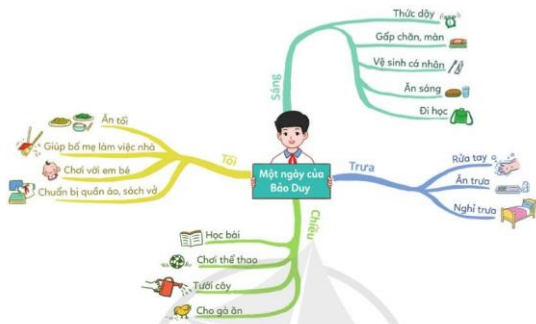 Một ngày của
Bảo Duy
Sáng
Thức dậy
Gấp chăn, màn
Vệ sinh cá nhân
Ăn sáng
Đi học
Trưa
Rửa tay
Ăn trưa
Nghỉ trưa
Chiều
Học bài
Chơi thể thao
Tưới cây
Cho gà ăn
Tối
Ăn tối
Giúp bố mẹ làm việc nhà
Chơi với em bé
Chuẩn bị quần áo, sách vở